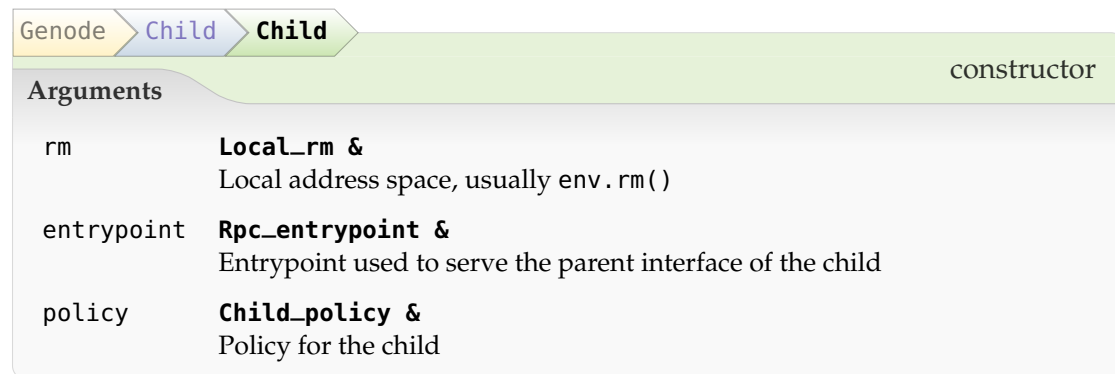 Genode Child Child
constructor
Arguments
rm Local_rm &
Local address space, usually env.rm()
entrypoint Rpc_entrypoint &
Entrypoint used to serve the parent interface of the child
policy Child_policy &
Policy for the child